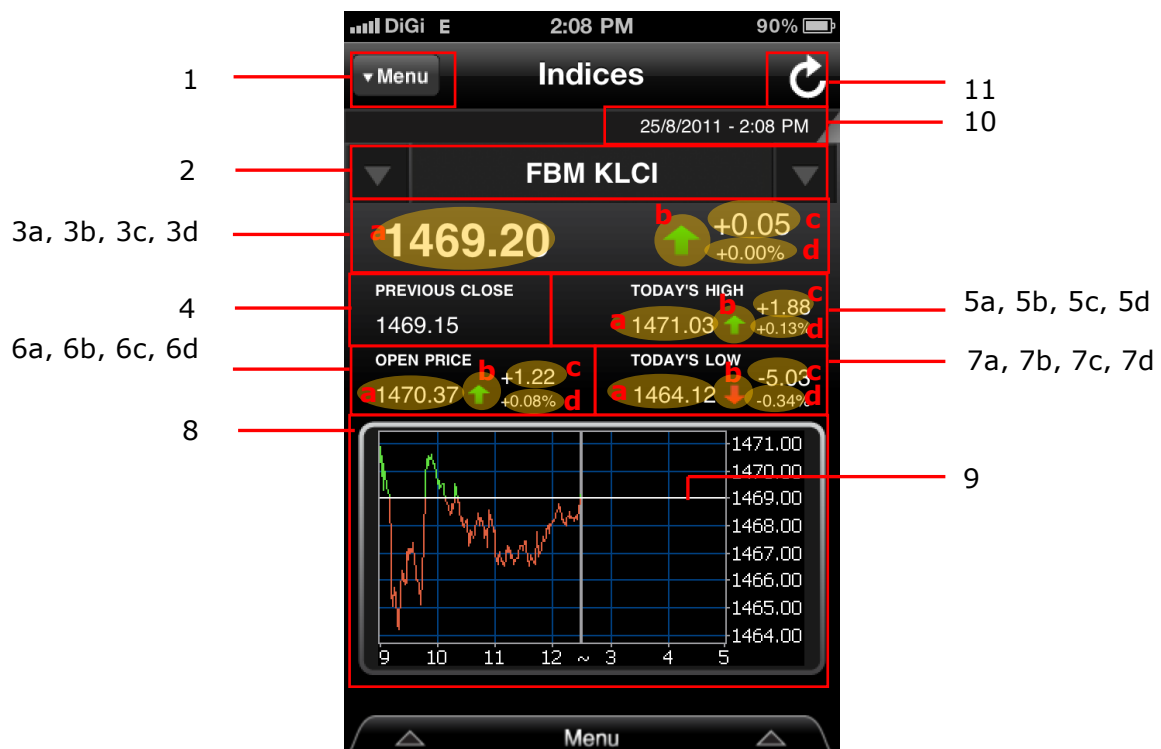 DiGi E 2:08 PM 90%
1
Menu Indices
11
25/8/2011 - 2:08 PM
10
2
FBM KLCI
3a, 3b, 3c, 3d
a 1469.20 b +0.05 c
+0.00% d
4
PREVIOUS CLOSE
1469.15
TODAY'S HIGH
a 1471.03 b +1.88 c
+0.13% d
5a, 5b, 5c, 5d
6a, 6b, 6c, 6d
OPEN PRICE
a 1470.37 b +1.22 c
+0.08% d
TODAY'S LOW
a 1464.12 b -5.03 c
-0.34% d
7a, 7b, 7c, 7d
8
1471.00
1470.00
9
1469.00
1468.00
1467.00
1466.00
1465.00
1464.00
9 10 11 12 ~ 3 4 5
Menu